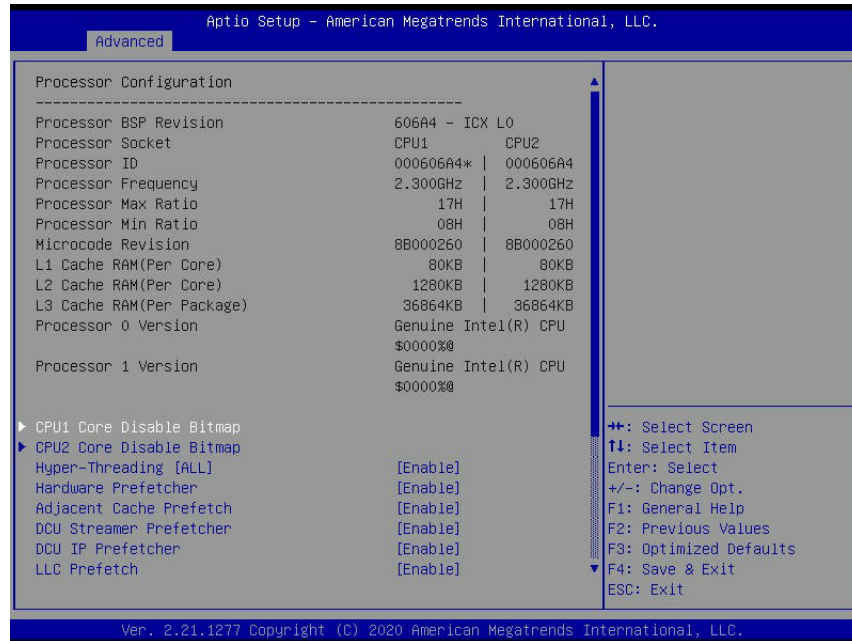 Aptio Setup – American Megatrends International, LLC.
Advanced
Processor Configuration
--------------------------------------------------
Processor BSP Revision 606A4 – ICX L0
Processor Socket CPU1 CPU2
Processor ID 000606A4* | 000606A4
Processor Frequency 2.300GHz | 2.300GHz
Processor Max Ratio 17H | 17H
Processor Min Ratio 08H | 08H
Microcode Revision 8B000260 | 8B000260
L1 Cache RAM(Per Core) 80KB | 80KB
L2 Cache RAM(Per Core) 1280KB | 1280KB
L3 Cache RAM(Per Package) 36864KB | 36864KB
Processor 0 Version Genuine Intel(R) CPU
$0000%@
Processor 1 Version Genuine Intel(R) CPU
$0000%@
CPU1 Core Disable Bitmap
CPU2 Core Disable Bitmap
Hyper-Threading [ALL] [Enable]
Hardware Prefetcher [Enable]
Adjacent Cache Prefetch [Enable]
DCU Streamer Prefetcher [Enable]
DCU IP Prefetcher [Enable]
LLC Prefetch [Enable]
→←: Select Screen
↑↓: Select Item
Enter: Select
+/-: Change Opt.
F1: General Help
F2: Previous Values
F3: Optimized Defaults
F4: Save & Exit
ESC: Exit
Ver. 2.21.1277 Copyright (C) 2020 American Megatrends International, LLC.